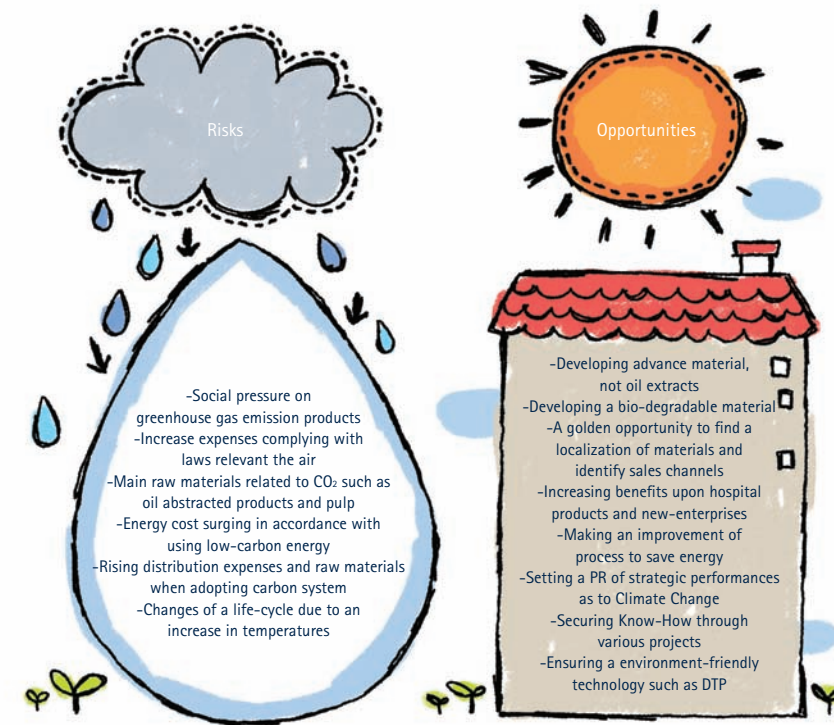 Risks
-Social pressure on
greenhouse gas emission products
-Increase expenses complying with
laws relevant the air
-Main raw materials related to CO₂ such as
oil abstracted products and pulp
-Energy cost surging in accordance with
using low-carbon energy
-Rising distribution expenses and raw materials
when adopting carbon system
-Changes of a life-cycle due to an
increase in temperatures
Opportunities
-Developing advance material,
not oil extracts
-Developing a bio-degradable material
-A golden opportunity to find a
localization of materials and
identify sales channels
-Increasing benefits upon hospital
products and new-enterprises
-Making an improvement of
process to save energy
-Setting a PR of strategic performances
as to Climate Change
-Securing Know-How through
various projects
-Ensuring a environment-friendly
technology such as DTP